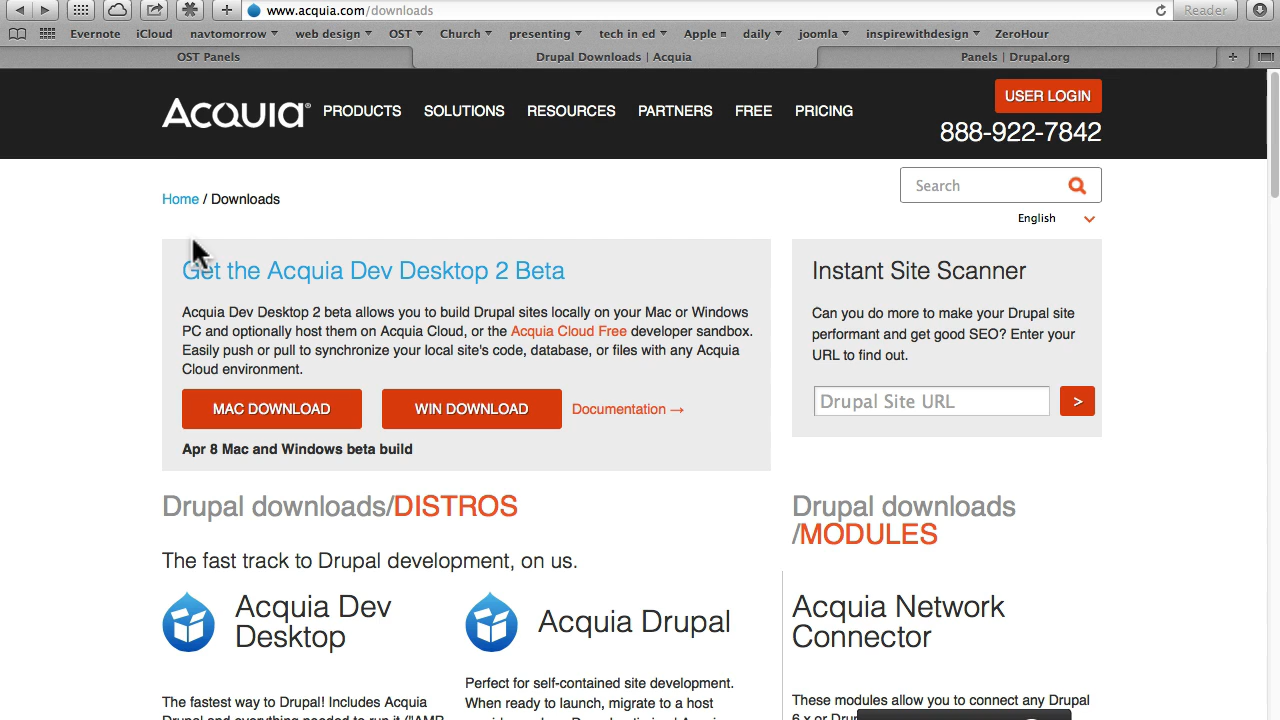 www.acquia.com/downloads
Reader
Evernote iCloud navtomorrow web design OST Church presenting tech in ed Apple daily joomla inspirewithdesign ZeroHour
OST Panels Drupal Downloads | Acquia Panels | Drupal.org
ACQUIA® PRODUCTS SOLUTIONS RESOURCES PARTNERS FREE PRICING
USER LOGIN
888-922-7842
Home / Downloads
Search
English
Get the Acquia Dev Desktop 2 Beta
Acquia Dev Desktop 2 beta allows you to build Drupal sites locally on your Mac or Windows
PC and optionally host them on Acquia Cloud, or the Acquia Cloud Free developer sandbox.
Easily push or pull to synchronize your local site's code, database, or files with any Acquia
Cloud environment.
MAC DOWNLOAD WIN DOWNLOAD Documentation →
Apr 8 Mac and Windows beta build
Instant Site Scanner
Can you do more to make your Drupal site
performant and get good SEO? Enter your
URL to find out.
Drupal Site URL >
Drupal downloads/DISTROS
The fast track to Drupal development, on us.
Acquia Dev
Desktop
The fastest way to Drupal! Includes Acquia
Drupal and everything needed to run it ("AMP
Acquia Drupal
Perfect for self-contained site development.
When ready to launch, migrate to a host
Drupal downloads
/MODULES
Acquia Network
Connector
These modules allow you to connect any Drupal
6.x or